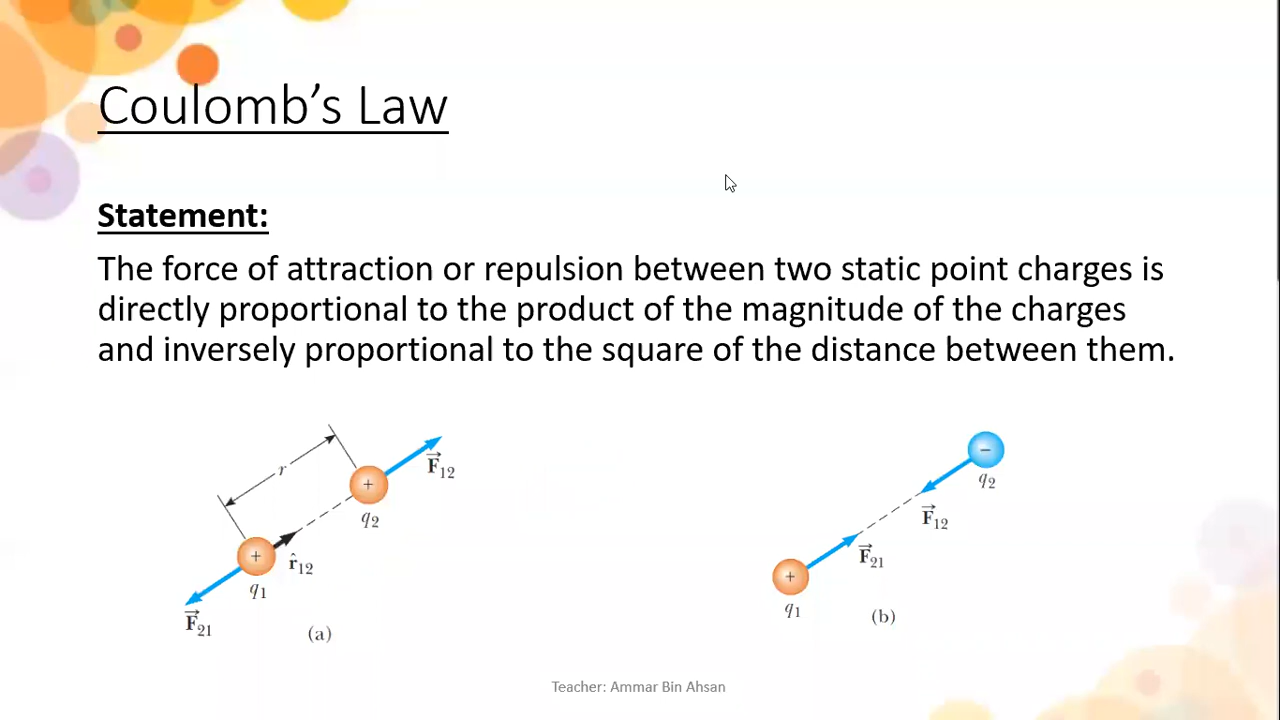 Coulomb’s Law
Statement:
The force of attraction or repulsion between two static point charges is
directly proportional to the product of the magnitude of the charges
and inversely proportional to the square of the distance between them.
r
+
q₂
F⃗₁₂
+
q₁
r̂₁₂
F⃗₂₁
(a)
−
q₂
F⃗₁₂
F⃗₂₁
+
q₁
(b)
Teacher: Ammar Bin Ahsan